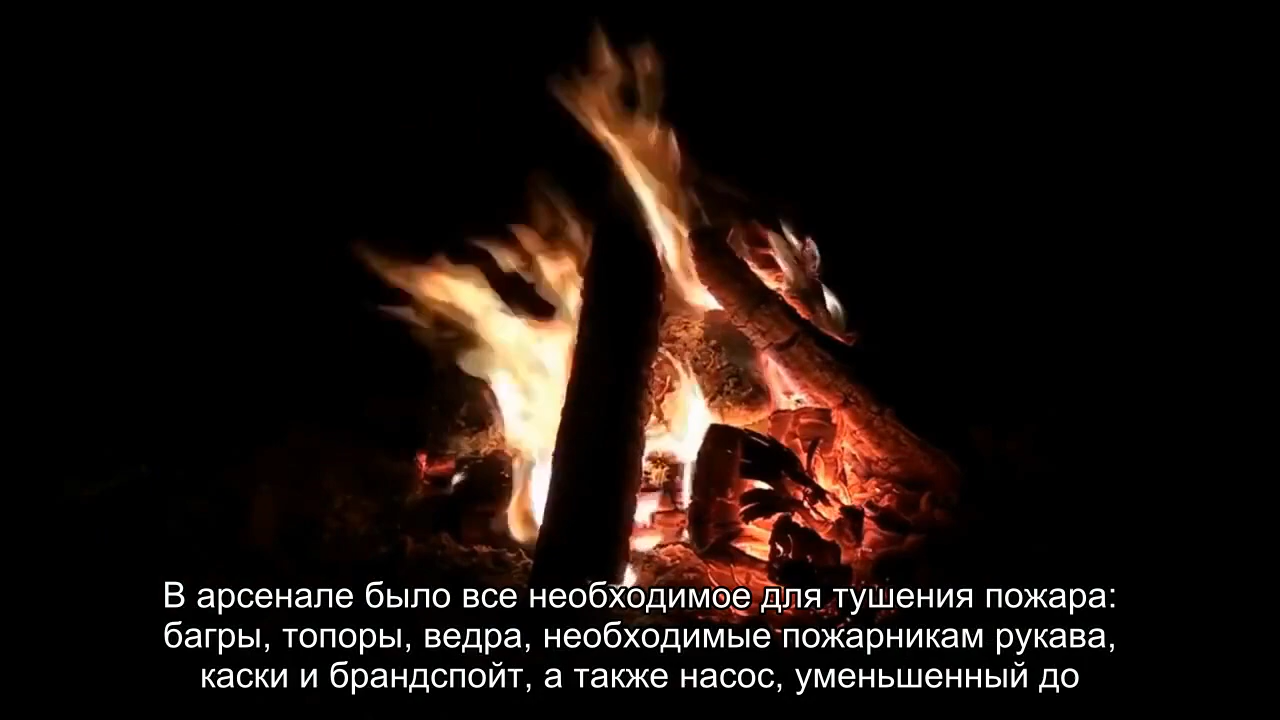 В арсенале было все необходимое для тушения пожара:
багры, топоры, ведра, необходимые пожарникам рукава,
каски и брандспойт, а также насос, уменьшенный до